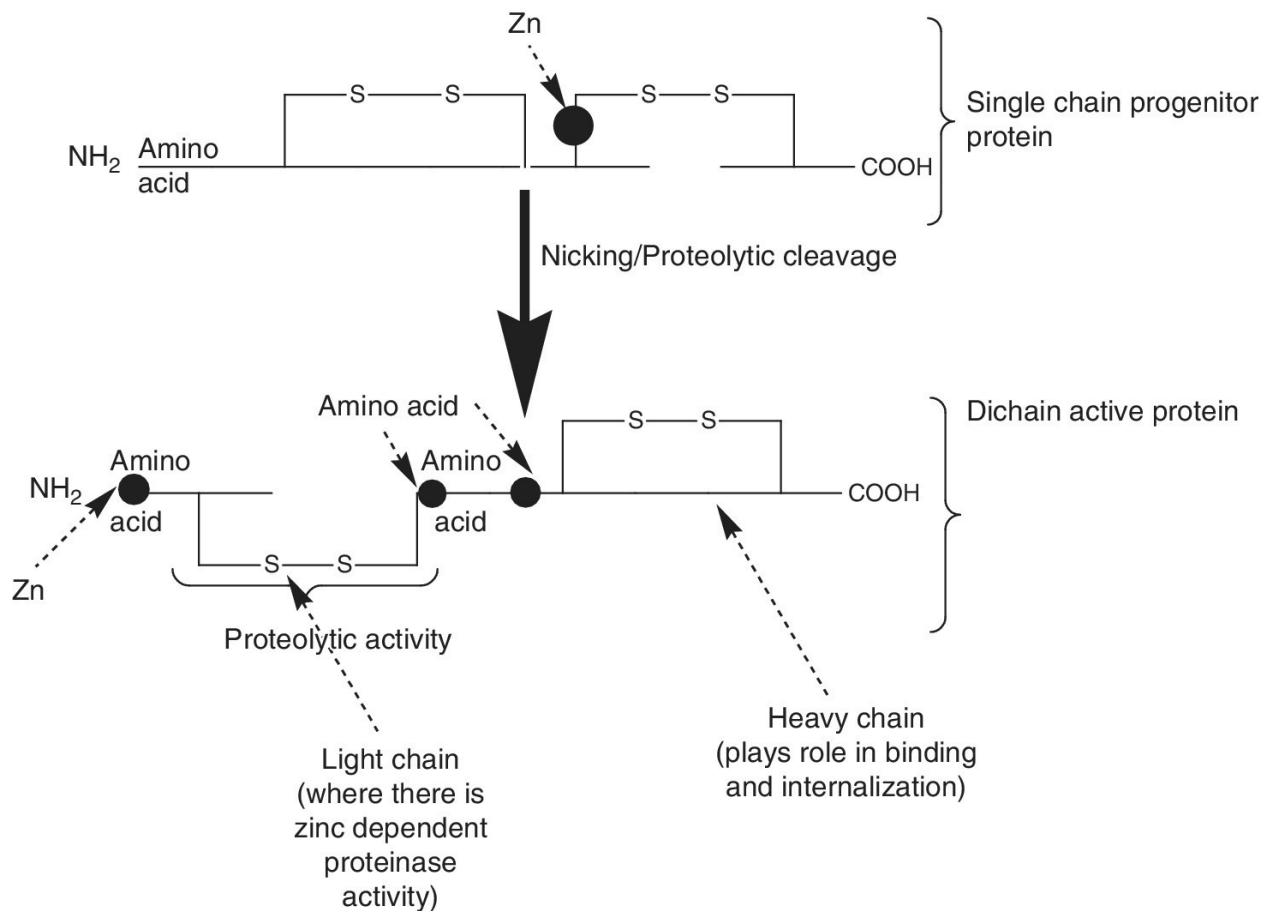 Zn
S S S S
Single chain progenitor
protein
NH₂ Amino
acid
COOH
Nicking/Proteolytic cleavage
Amino acid
S S
Dichain active protein
Amino
Amino
NH₂
COOH
acid
acid
S S
Zn
Proteolytic activity
Light chain
(where there is
zinc dependent
proteinase
activity)
Heavy chain
(plays role in binding
and internalization)